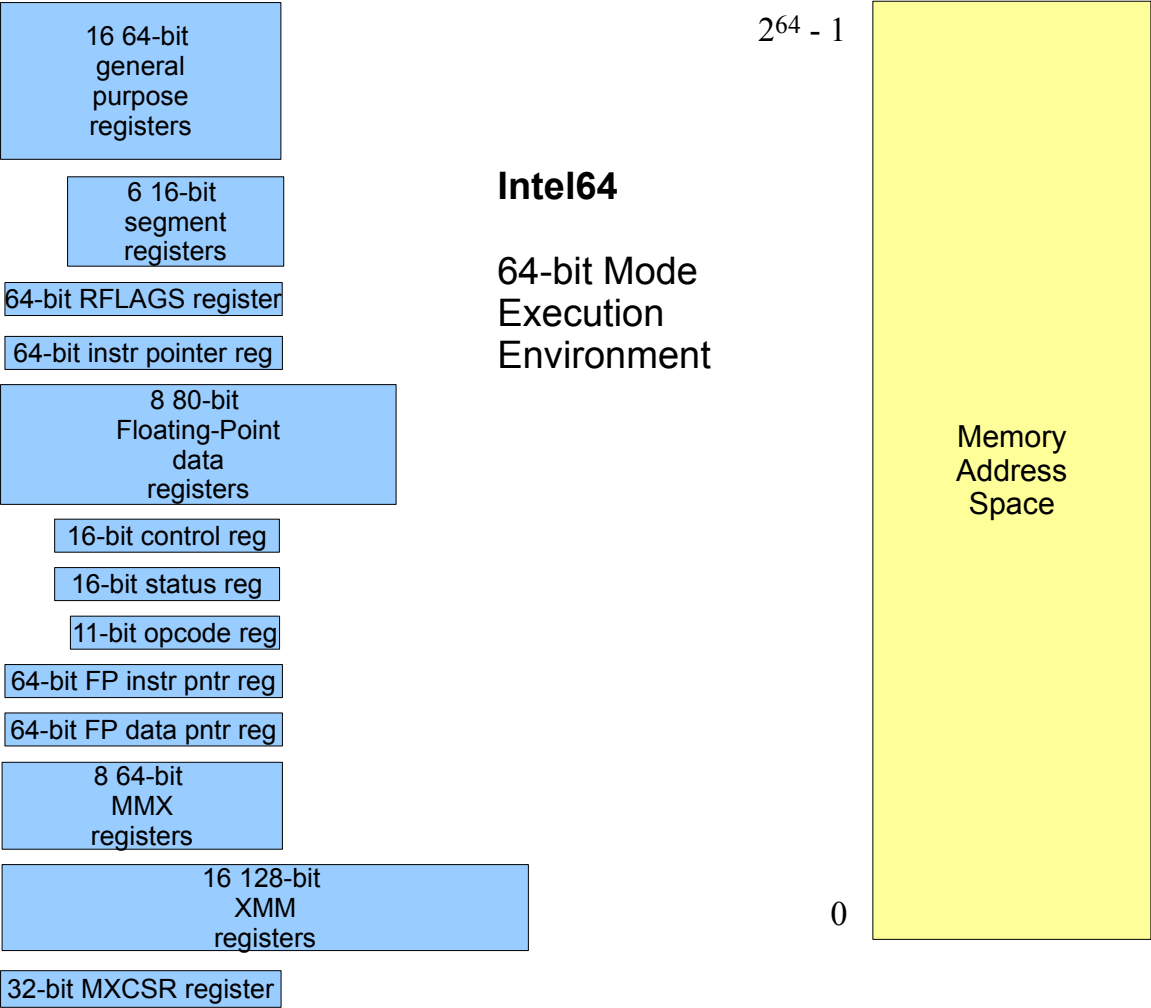 16 64-bit
general
purpose
registers
6 16-bit
segment
registers
64-bit RFLAGS register
64-bit instr pointer reg
8 80-bit
Floating-Point
data
registers
16-bit control reg
16-bit status reg
11-bit opcode reg
64-bit FP instr pntr reg
64-bit FP data pntr reg
8 64-bit
MMX
registers
16 128-bit
XMM
registers
32-bit MXCSR register
Intel64
64-bit Mode
Execution
Environment
2⁶⁴ - 1
0
Memory
Address
Space